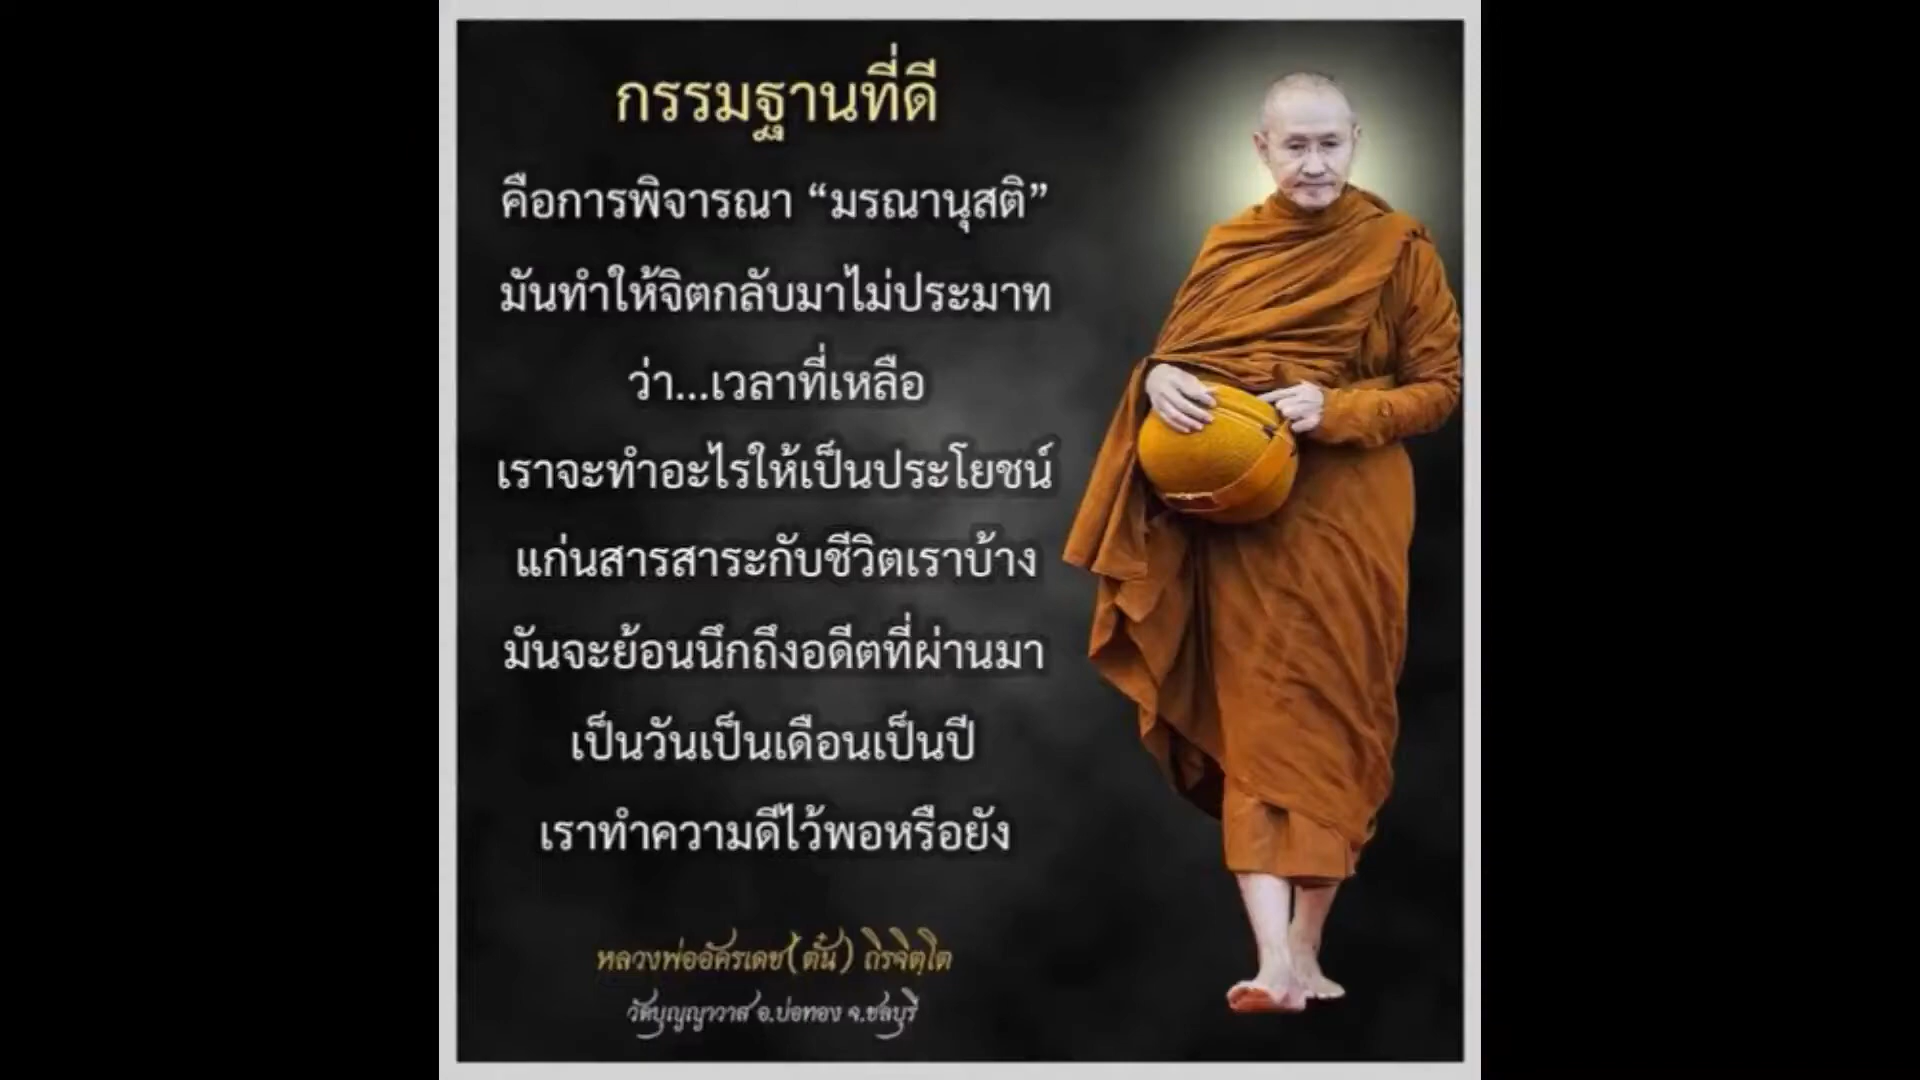 กรรมฐานที่ดี
คือการพิจารณา “มรณานุสติ”
มันทำให้จิตกลับมาไม่ประมาท
ว่า...เวลาที่เหลือ
เราจะทำอะไรให้เป็นประโยชน์
แก่นสารสาระกับชีวิตเราบ้าง
มันจะย้อนนึกถึงอดีตที่ผ่านมา
เป็นวันเป็นเดือนเป็นปี
เราทำความดีไว้พอหรือยัง
หลวงพ่ออัครเดช(ตั๋น) ถิรจิตฺโต
วัดบุญญาวาส อ.บ่อทอง จ.ชลบุรี